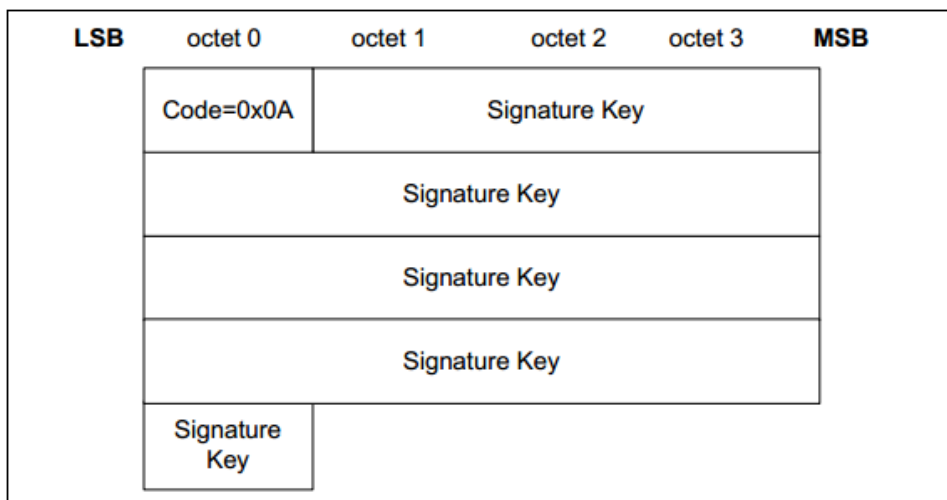 LSB octet 0 octet 1 octet 2 octet 3 MSB
Code=0x0A Signature Key
Signature Key
Signature Key
Signature Key
Signature
Key